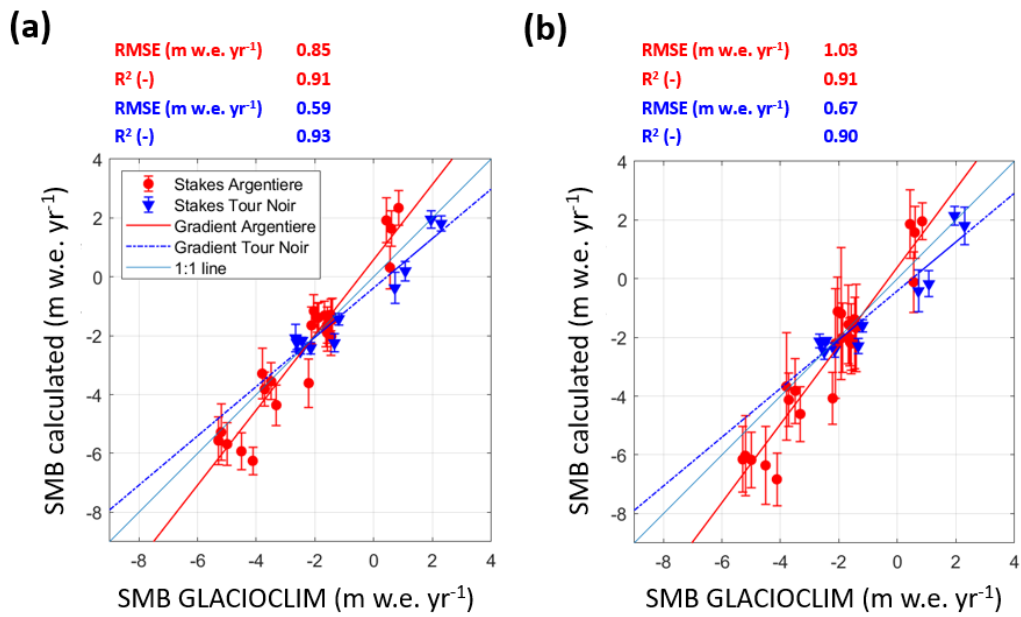 (a)
RMSE (m w.e. yr⁻¹) 0.85
R² (-) 0.91
RMSE (m w.e. yr⁻¹) 0.59
R² (-) 0.93
4
2
0
-2
-4
-6
-8
SMB calculated (m w.e. yr⁻¹)
Stakes Argentiere
Stakes Tour Noir
Gradient Argentiere
Gradient Tour Noir
1:1 line
-8 -6 -4 -2 0 2 4
SMB GLACIOCLIM (m w.e. yr⁻¹)
(b)
RMSE (m w.e. yr⁻¹) 1.03
R² (-) 0.91
RMSE (m w.e. yr⁻¹) 0.67
R² (-) 0.90
4
2
0
-2
-4
-6
-8
SMB calculated (m w.e. yr⁻¹)
-8 -6 -4 -2 0 2 4
SMB GLACIOCLIM (m w.e. yr⁻¹)